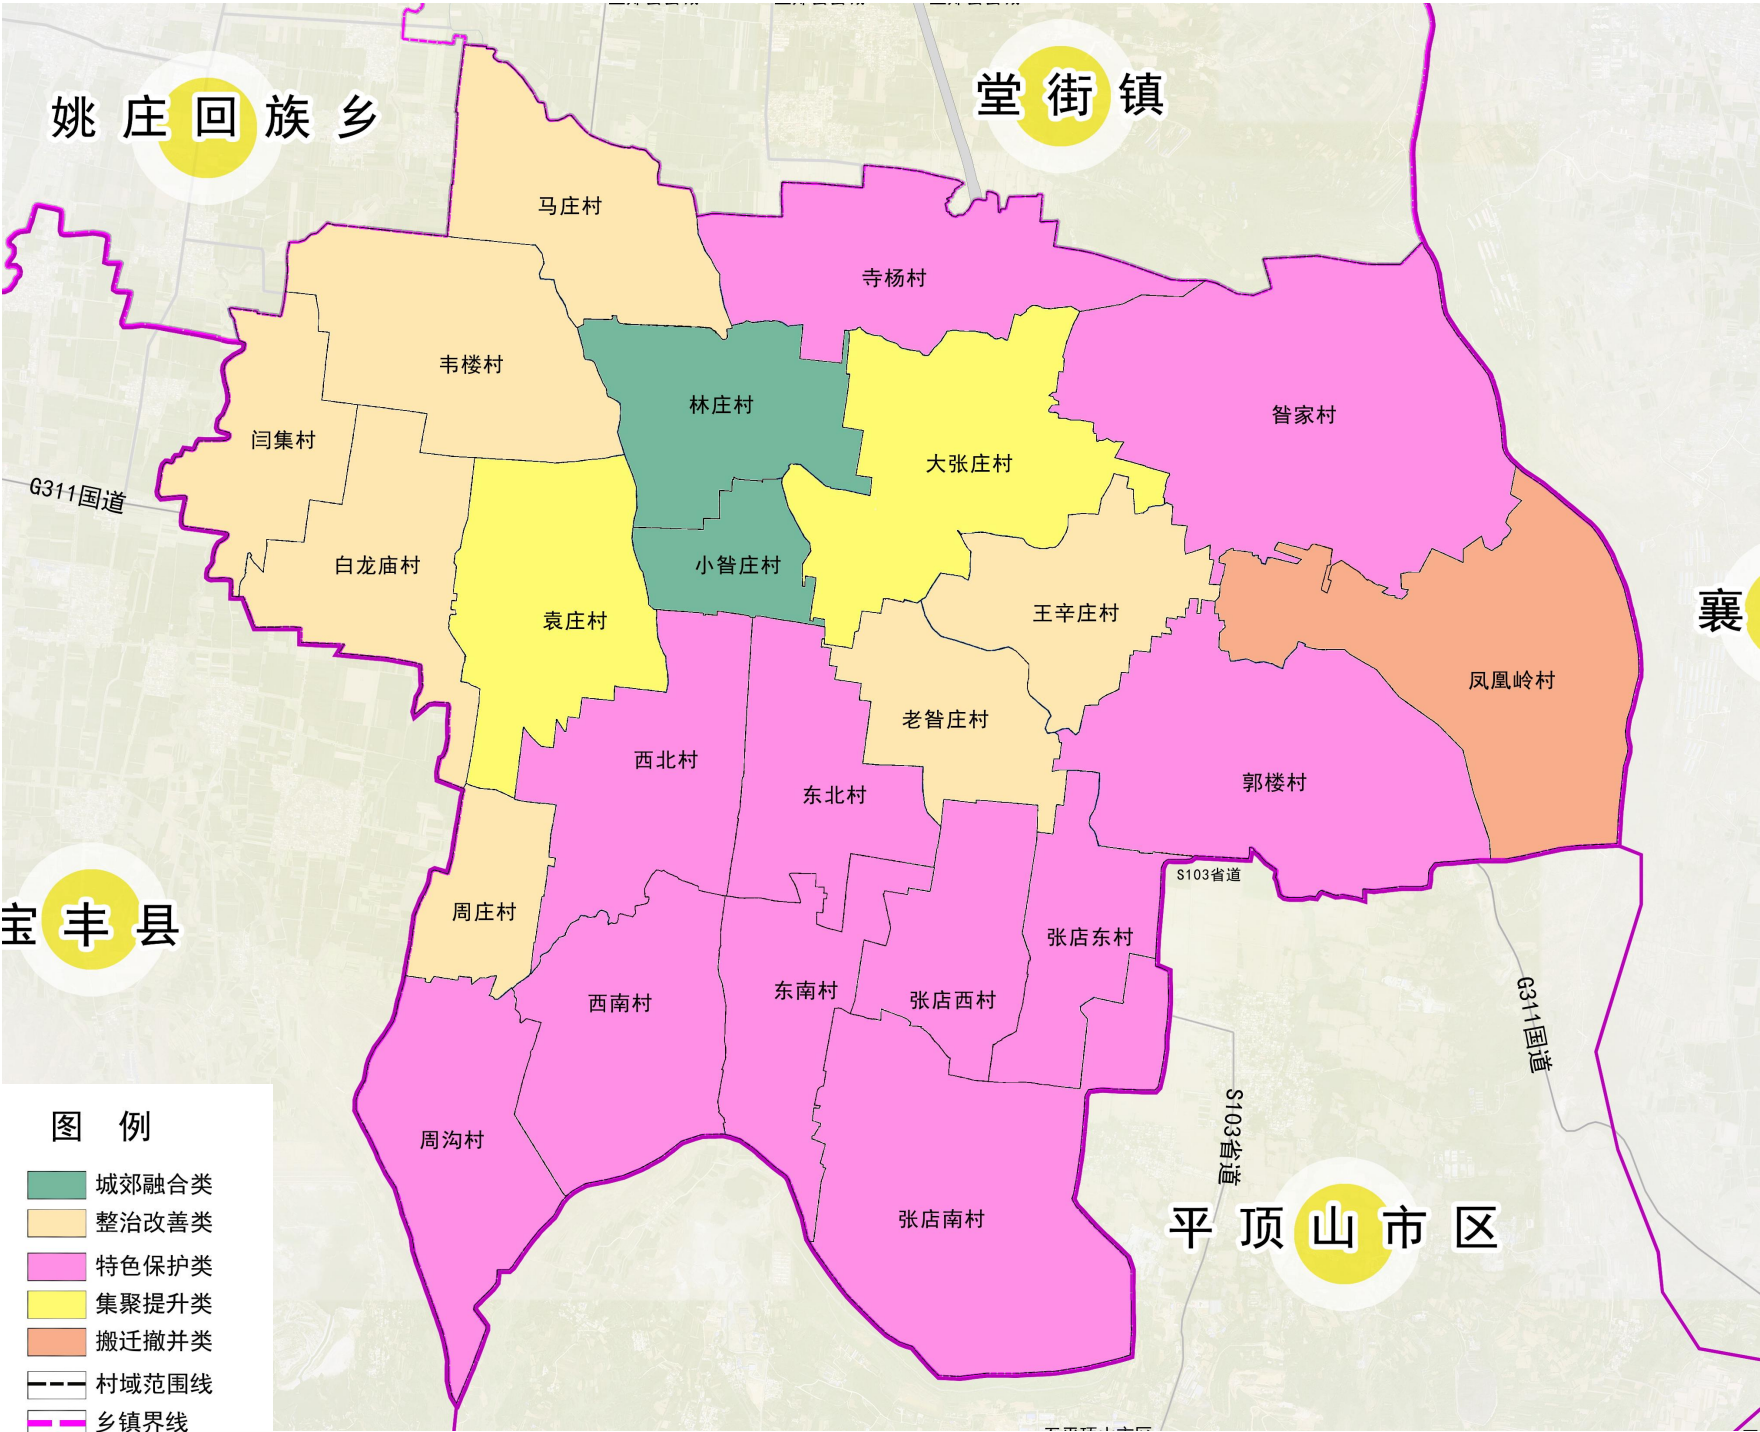 姚庄回族乡
堂街镇
马庄村
寺杨村
韦楼村
林庄村
昝家村
闫集村
大张庄村
G311国道
白龙庙村
小昝庄村
袁庄村
王辛庄村
襄
凤凰岭村
老昝庄村
西北村
东北村
郭楼村
S103省道
周庄村
宝丰县
张店东村
西南村
东南村
张店西村
G311国道
周沟村
S103省道
张店南村
平顶山市区
图 例
城郊融合类
整治改善类
特色保护类
集聚提升类
搬迁撤并类
村域范围线
乡镇界线